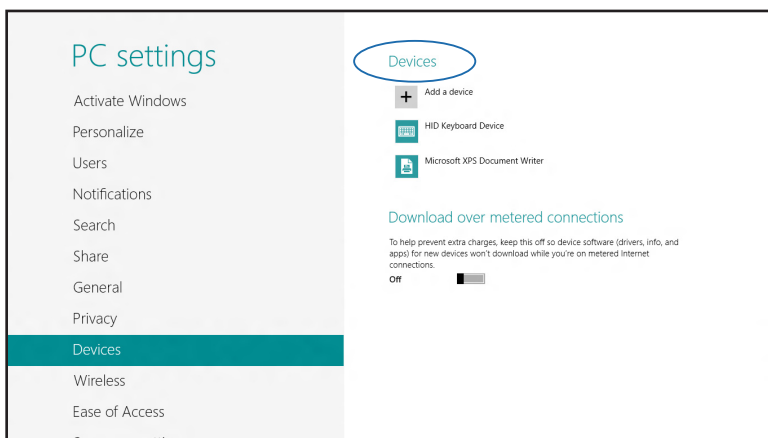 PC settings
Activate Windows
Personalize
Users
Notifications
Search
Share
General
Privacy
Devices
Wireless
Ease of Access
Devices
Add a device
HID Keyboard Device
Microsoft XPS Document Writer
Download over metered connections
To help prevent extra charges, keep this off so device software (drivers, info, and
apps) for new devices won't download while you're on metered Internet
connections.
Off